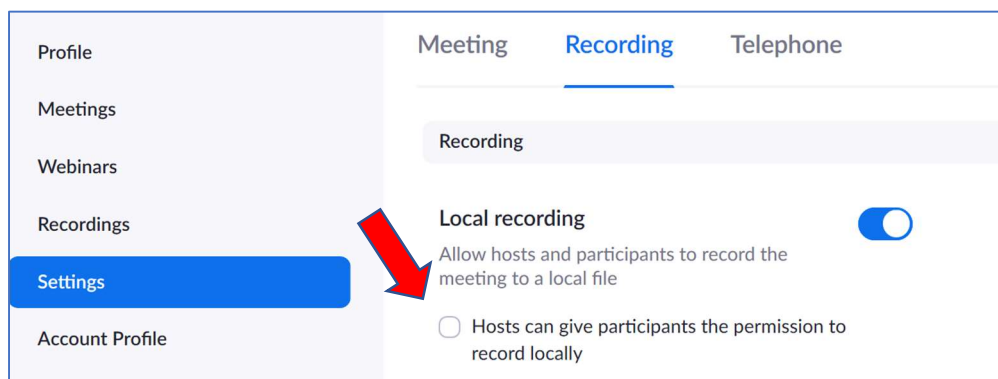 Profile
Meetings
Webinars
Recordings
Settings
Account Profile
Meeting Recording Telephone
Recording
Local recording
Allow hosts and participants to record the
meeting to a local file
Hosts can give participants the permission to
record locally